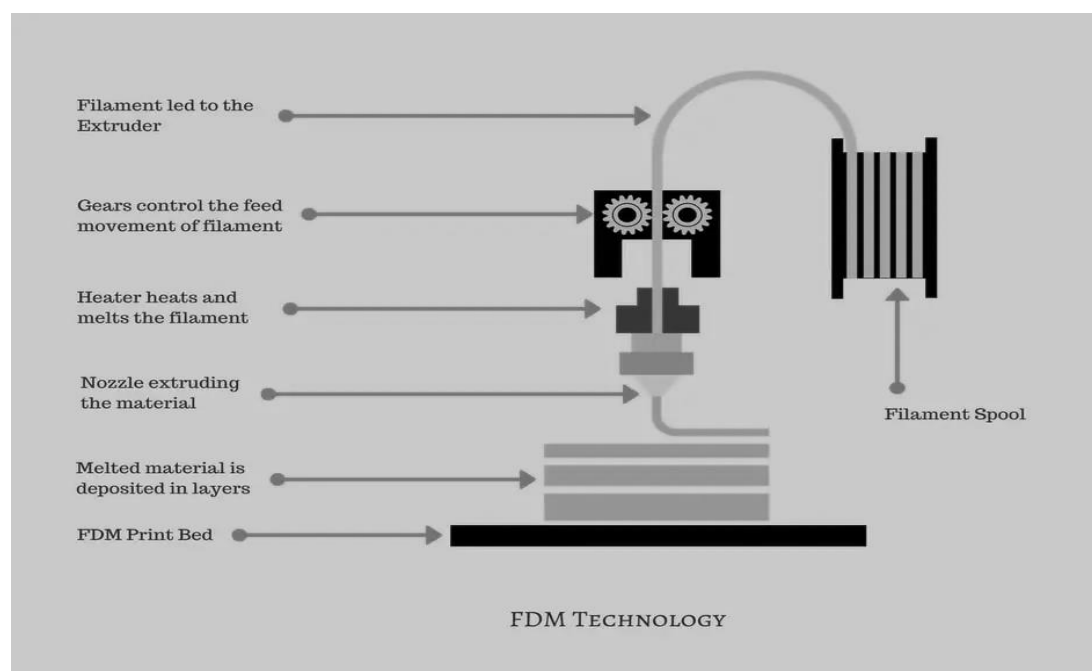 Filament led to the
Extruder
Gears control the feed
movement of filament
Heater heats and
melts the filament
Nozzle extruding
the material
Filament Spool
Melted material is
deposited in layers
FDM Print Bed
FDM Technology